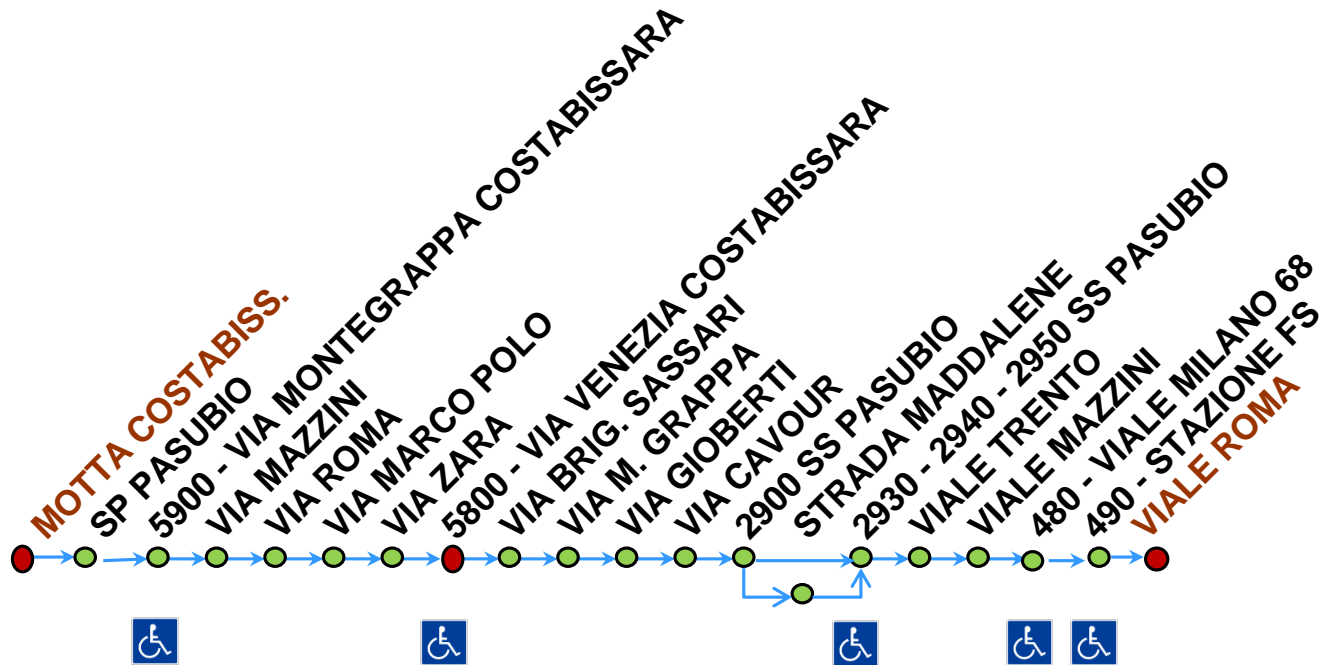 MOTTA COSTABISS.
SP PASUBIO
5900 - VIA MONTEGRAPPA COSTABISSARA
VIA MAZZINI
VIA ROMA
VIA MARCO POLO
VIA ZARA
5800 - VIA VENEZIA COSTABISSARA
VIA BRIG. SASSARI
VIA M. GRAPPA
VIA GIOBERTI
VIA CAVOUR
2900 SS PASUBIO
STRADA MADDALENE
2930 - 2940 - 2950 SS PASUBIO
VIALE TRENTO
VIALE MAZZINI
480 - VIALE MILANO 68
490 - STAZIONE FS
VIALE ROMA